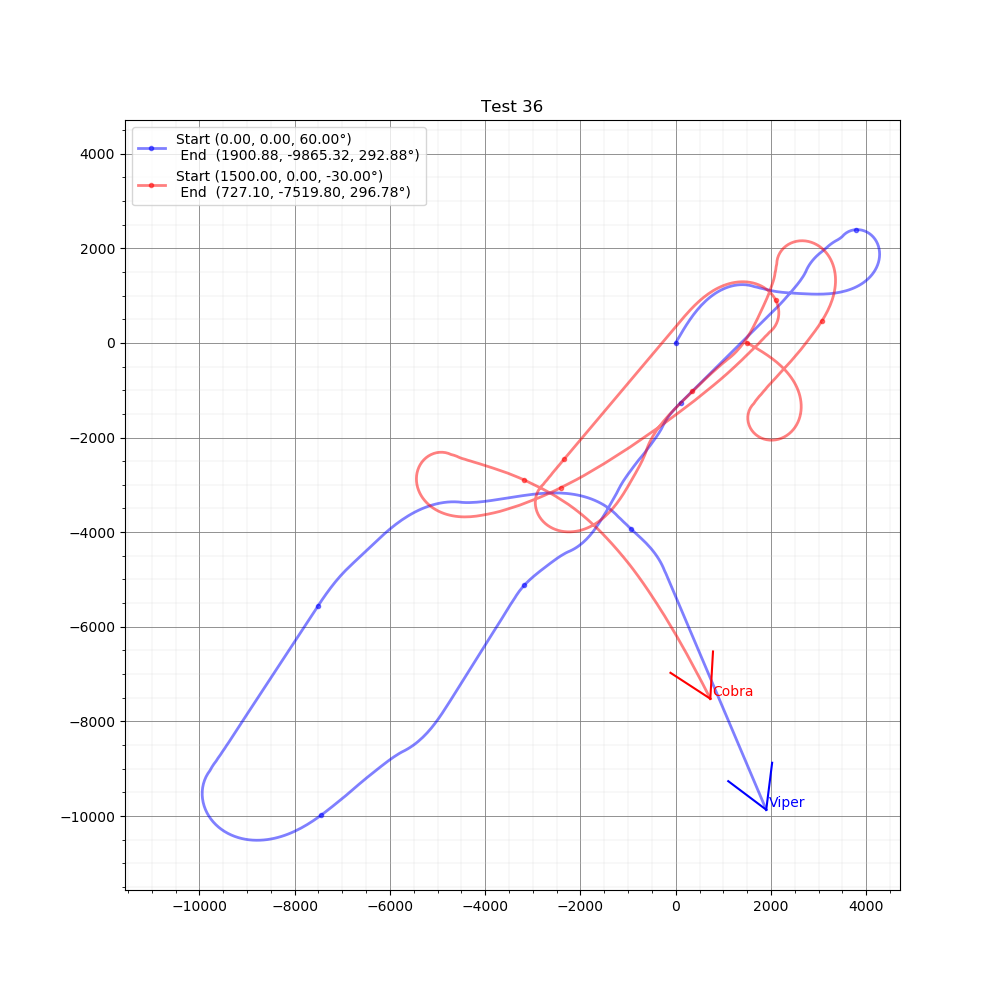 Test 36
Start (0.00, 0.00, 60.00°)
End  (1900.88, -9865.32, 292.88°)
Start (1500.00, 0.00, -30.00°)
End  (727.10, -7519.80, 296.78°)
4000
2000
0
−2000
−4000
−6000
−8000
−10000
Cobra
Viper
−10000 −8000 −6000 −4000 −2000 0 2000 4000